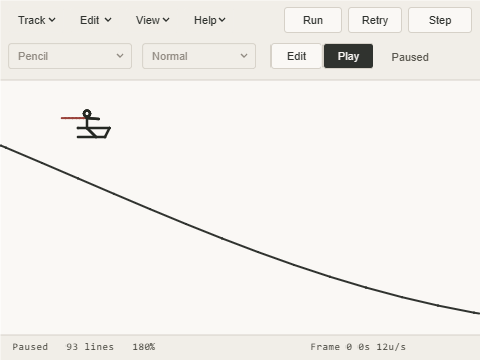 Track Edit View Help Run Retry Step
Pencil Normal Edit Play Paused
Paused 93 lines 180% Frame 0 0s 12u/s